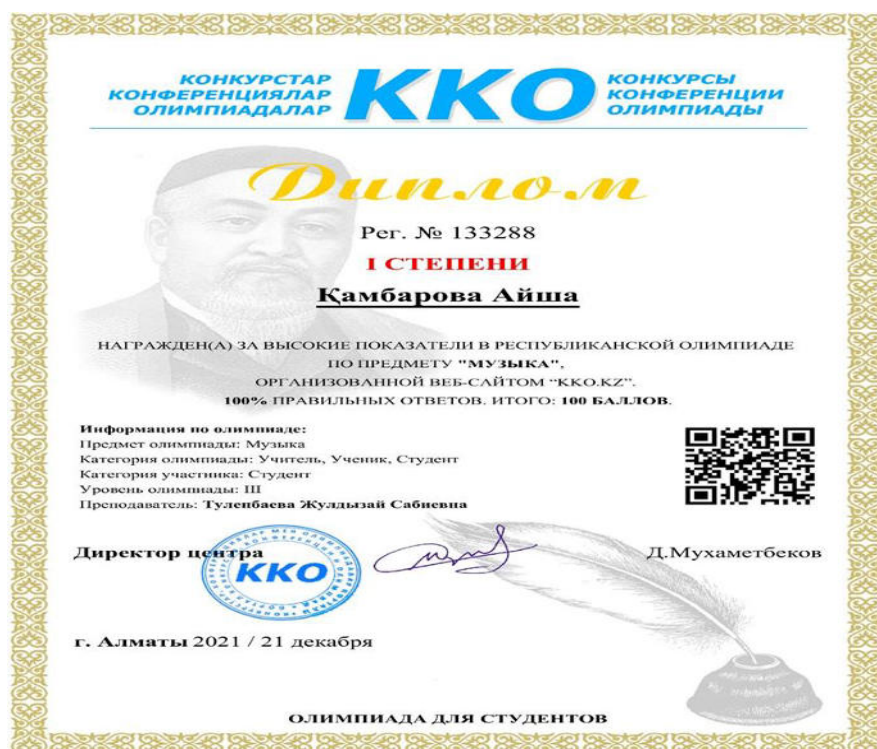 КОНКУРСТАР
КОНФЕРЕНЦИЯЛАР
ОЛИМПИАДАЛАР
ККО
КОНКУРСЫ
КОНФЕРЕНЦИИ
ОЛИМПИАДЫ
Диплом
Рег. № 133288
I СТЕПЕНИ
Қамбарова Айша
НАГРАЖДЕН(А) ЗА ВЫСОКИЕ ПОКАЗАТЕЛИ В РЕСПУБЛИКАНСКОЙ ОЛИМПИАДЕ
ПО ПРЕДМЕТУ "МУЗЫКА",
ОРГАНИЗОВАННОЙ ВЕБ-САЙТОМ “KKO.KZ”.
100% ПРАВИЛЬНЫХ ОТВЕТОВ. ИТОГО: 100 БАЛЛОВ.
Информация по олимпиаде:
Предмет олимпиады: Музыка
Категория олимпиады: Учитель, Ученик, Студент
Категория участника: Студент
Уровень олимпиады: III
Преподаватель: Туленбаева Жулдызай Сабиевна
Директор центра
ККО
Д.Мухаметбеков
г. Алматы 2021 / 21 декабря
ОЛИМПИАДА ДЛЯ СТУДЕНТОВ